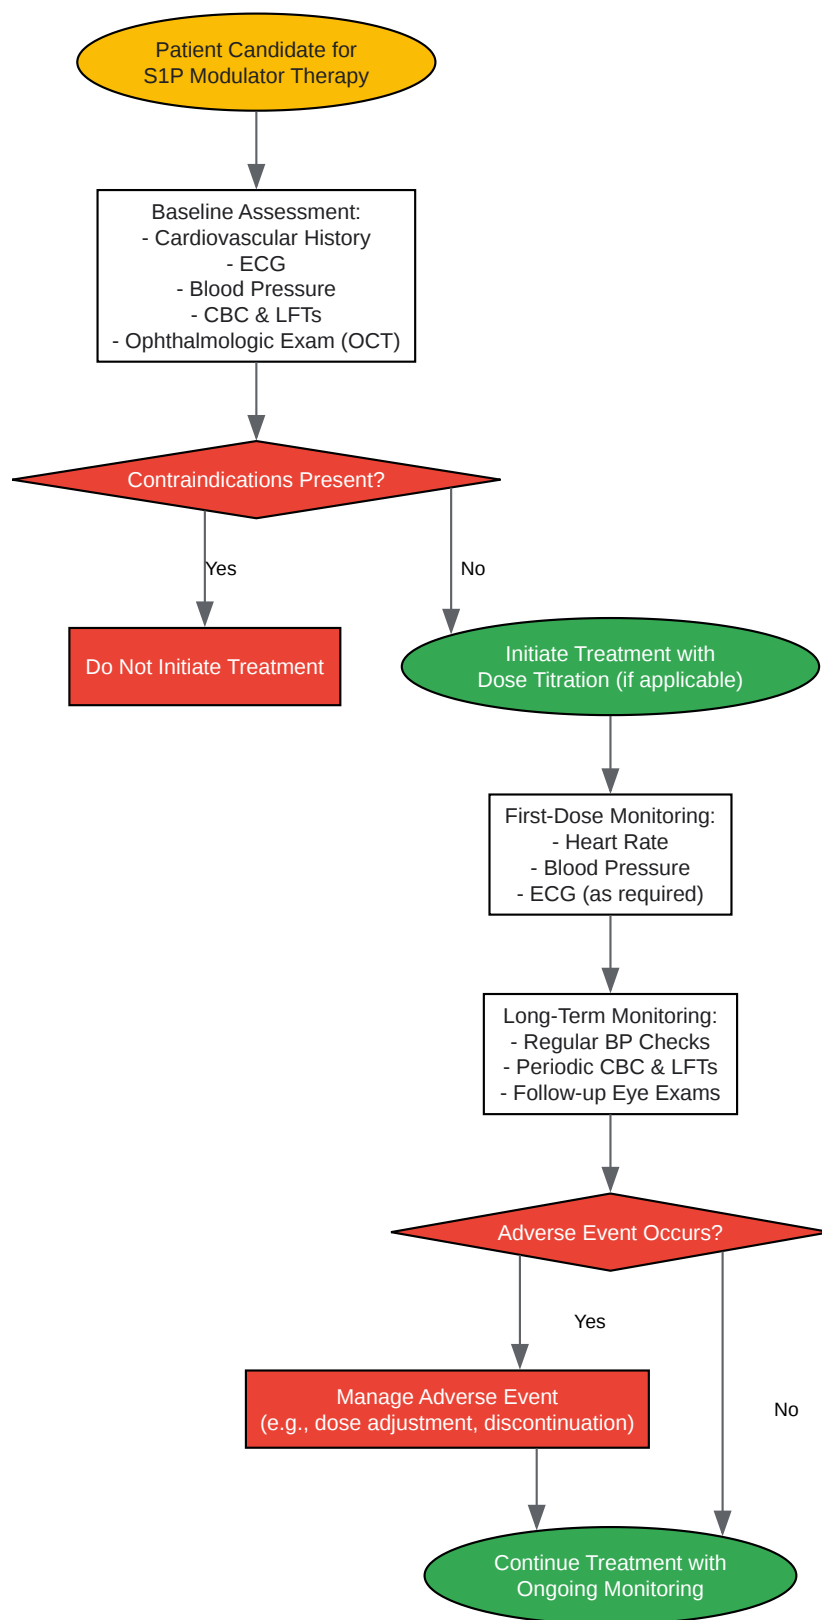 Patient Candidate for
S1P Modulator Therapy
Baseline Assessment:
- Cardiovascular History
- ECG
- Blood Pressure
- CBC & LFTs
- Ophthalmologic Exam (OCT)
Contraindications Present?
Yes
No
Do Not Initiate Treatment
Initiate Treatment with
Dose Titration (if applicable)
First-Dose Monitoring:
- Heart Rate
- Blood Pressure
- ECG (as required)
Long-Term Monitoring:
- Regular BP Checks
- Periodic CBC & LFTs
- Follow-up Eye Exams
Adverse Event Occurs?
Yes
Manage Adverse Event
(e.g., dose adjustment, discontinuation)
No
Continue Treatment with
Ongoing Monitoring